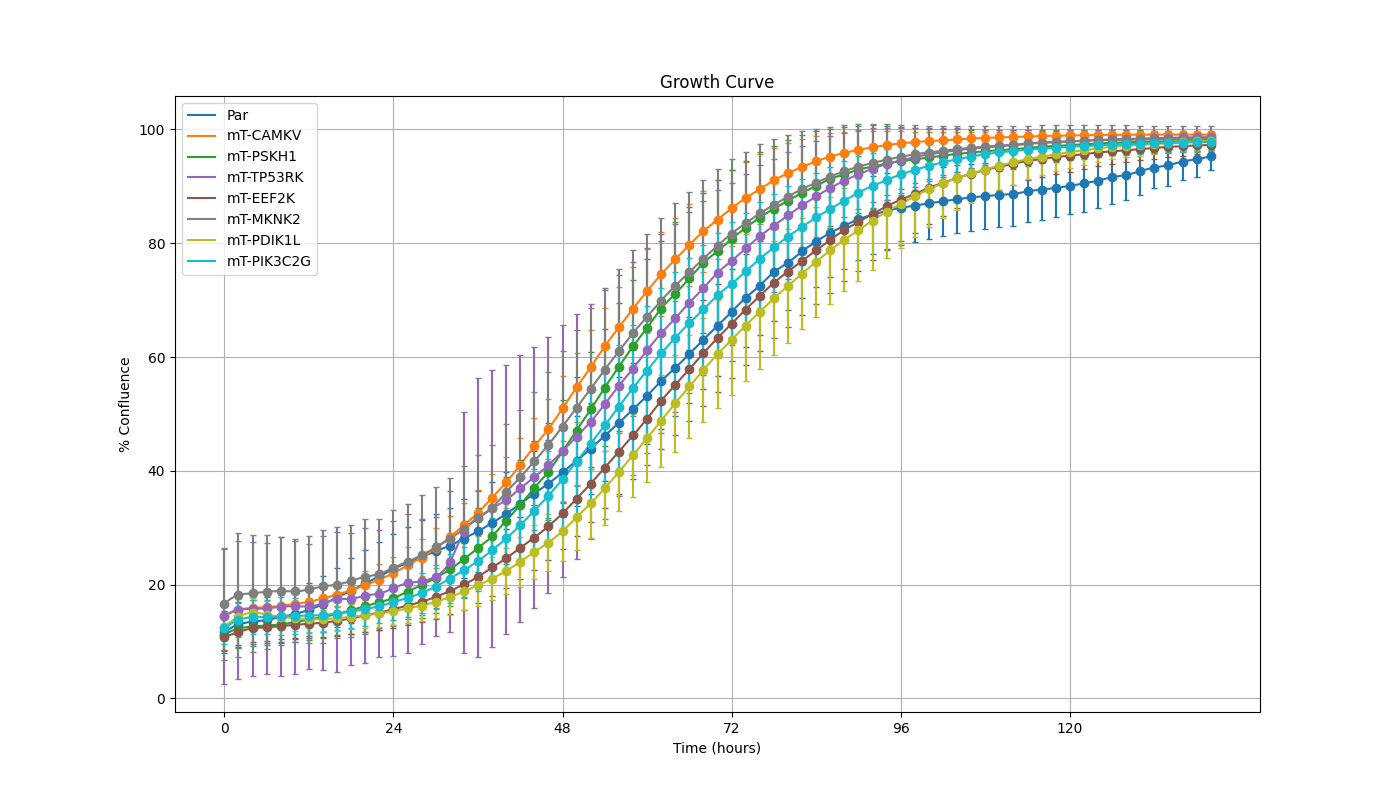 Growth Curve
Par
mT-CAMKV
mT-PSKH1
mT-TP53RK
mT-EEF2K
mT-MKNK2
mT-PDIK1L
mT-PIK3C2G
100
80
60
40
20
0
% Confluence
0 24 48 72 96 120
Time (hours)